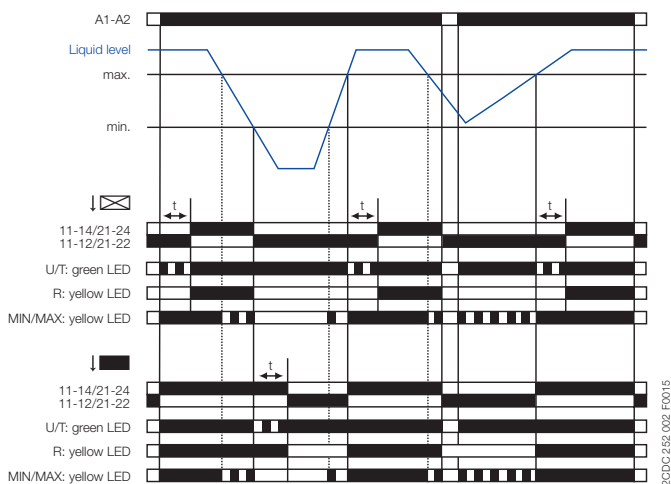 A1-A2
Liquid level
max.
min.
t t t
11-14/21-24
11-12/21-22
U/T: green LED
R: yellow LED
MIN/MAX: yellow LED
t
11-14/21-24
11-12/21-22
U/T: green LED
R: yellow LED
MIN/MAX: yellow LED
2CDC 252 002 F0015